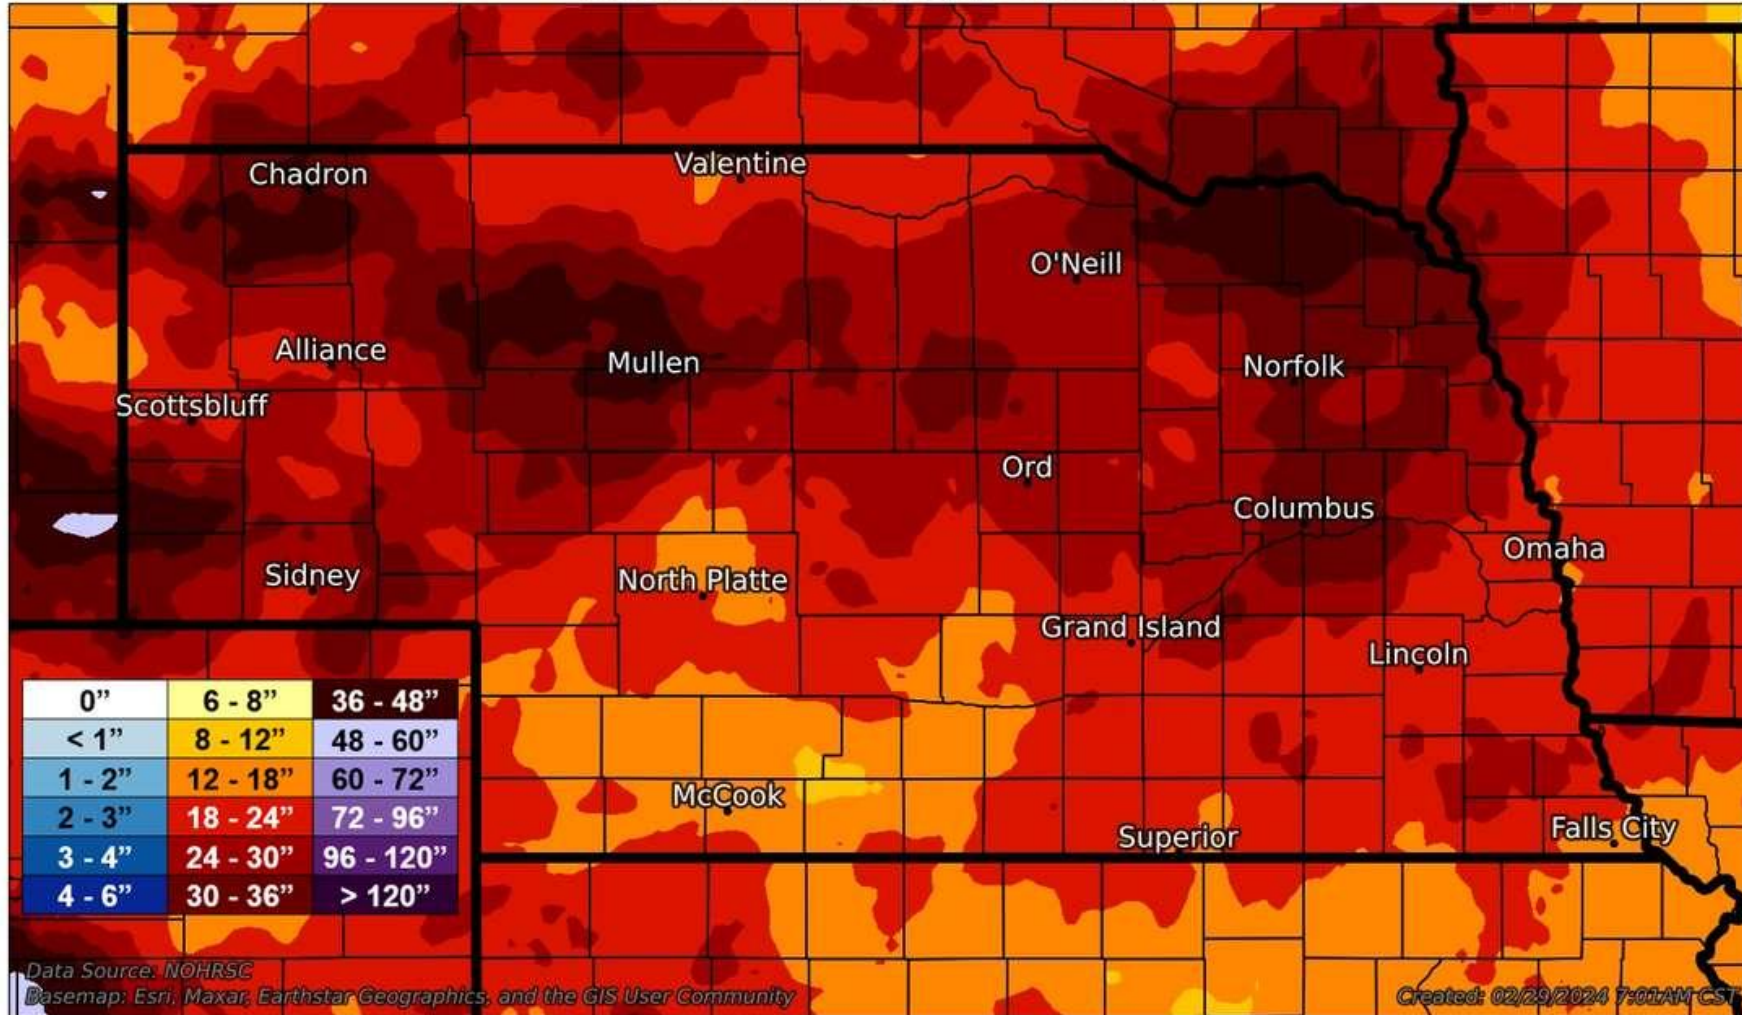 Chadron
Valentine
O'Neill
Alliance
Mullen
Norfolk
Scottsbluff
Ord
Columbus
Omaha
Sidney
North Platte
Grand Island
Lincoln
McCook
Superior
Falls City
0” 6 - 8” 36 - 48”
< 1” 8 - 12” 48 - 60”
1 - 2” 12 - 18” 60 - 72”
2 - 3” 18 - 24” 72 - 96”
3 - 4” 24 - 30” 96 - 120”
4 - 6” 30 - 36” > 120”
Data Source: NOHRSC
Basemap: Esri, Maxar, Earthstar Geographics, and the GIS User Community
Created: 02/29/2024 7:01AM CST